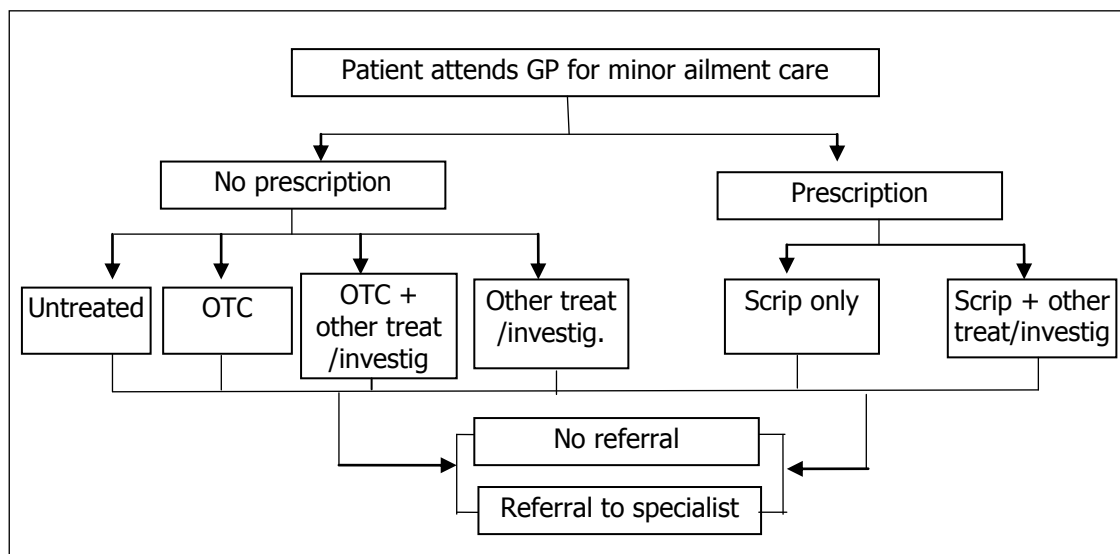 Patient attends GP for minor ailment care
No prescription
Prescription
Untreated
OTC
OTC +
other treat
/investig
Other treat
/investig.
Scrip only
Scrip + other
treat/investig
No referral
Referral to specialist